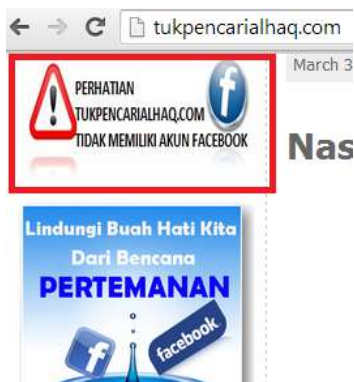 tukpencarialhaq.com
March 3
PERHATIAN
TUKPENCARIALHAQ.COM
TIDAK MEMILIKI AKUN FACEBOOK
Nas
Lindungi Buah Hati Kita
Dari Bencana
PERTEMANAN
facebook